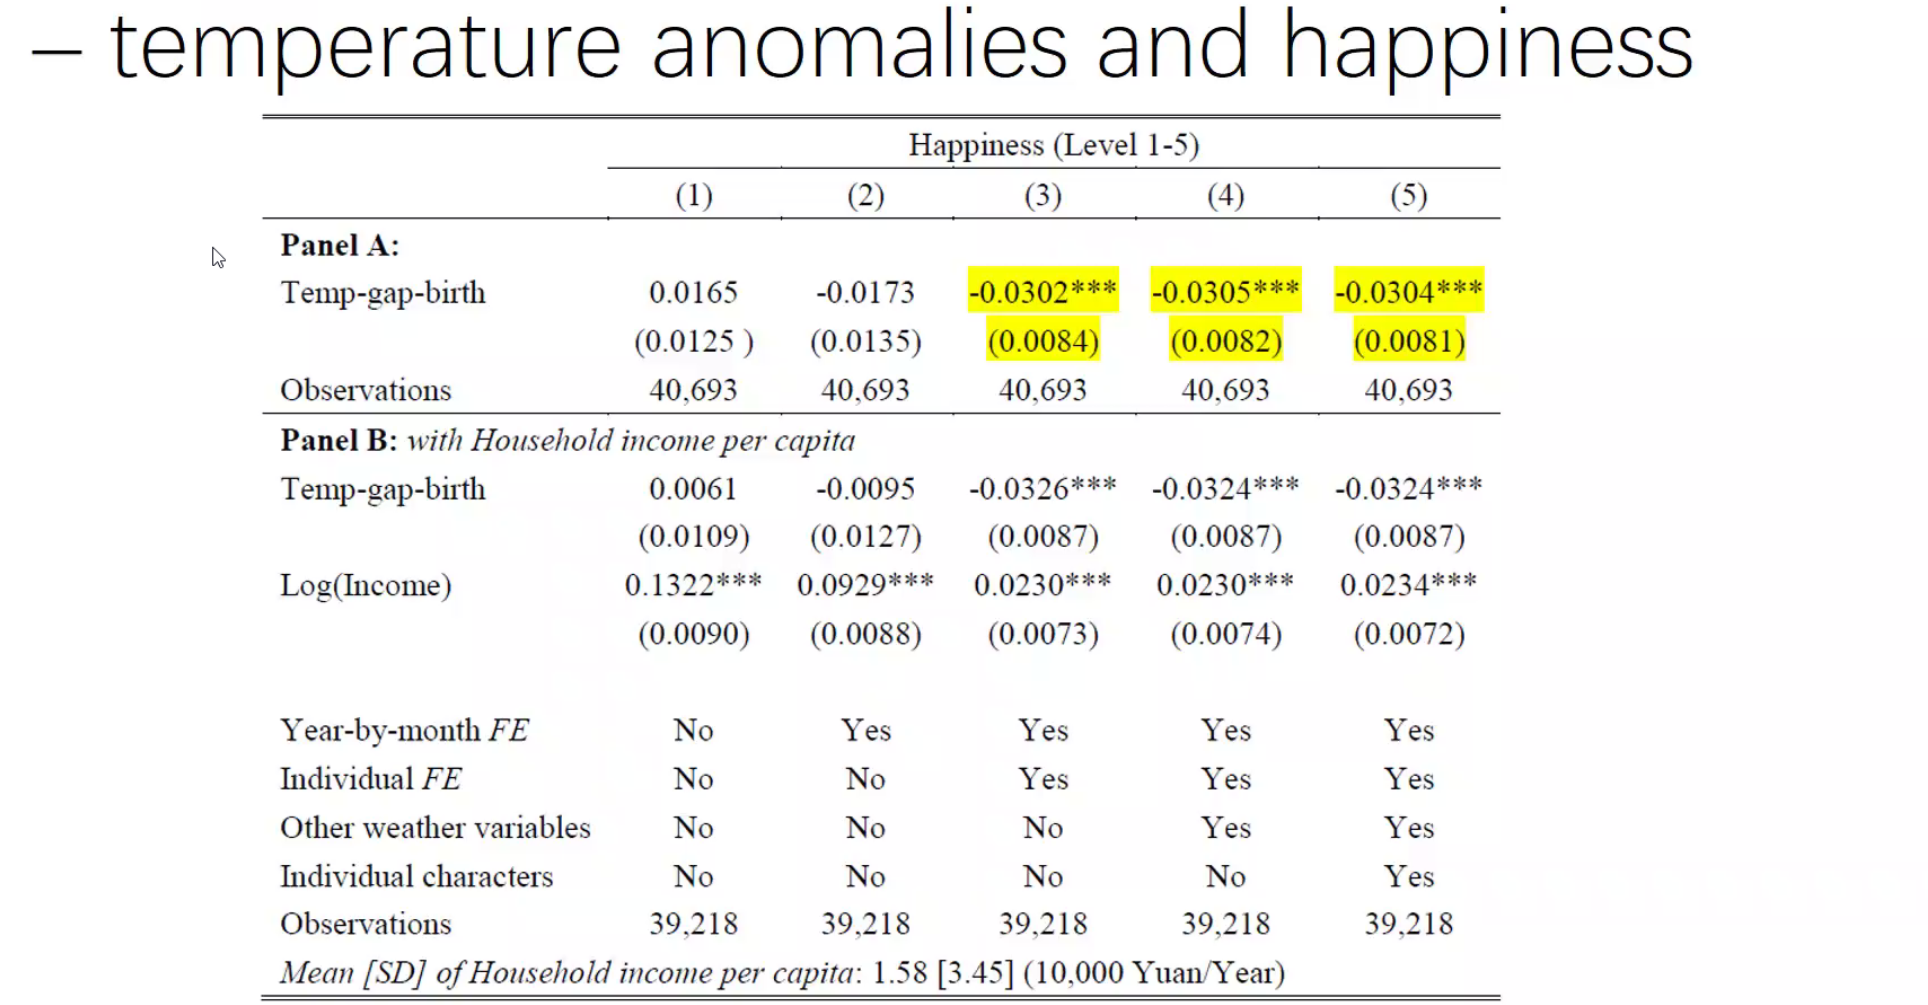 – temperature anomalies and happiness
Happiness (Level 1-5)
(1) (2) (3) (4) (5)
Panel A:
Temp-gap-birth 0.0165 -0.0173 -0.0302*** -0.0305*** -0.0304***
(0.0125 ) (0.0135) (0.0084) (0.0082) (0.0081)
Observations 40,693 40,693 40,693 40,693 40,693
Panel B: with Household income per capita
Temp-gap-birth 0.0061 -0.0095 -0.0326*** -0.0324*** -0.0324***
(0.0109) (0.0127) (0.0087) (0.0087) (0.0087)
Log(Income) 0.1322*** 0.0929*** 0.0230*** 0.0230*** 0.0234***
(0.0090) (0.0088) (0.0073) (0.0074) (0.0072)
Year-by-month FE No Yes Yes Yes Yes
Individual FE No No Yes Yes Yes
Other weather variables No No No Yes Yes
Individual characters No No No No Yes
Observations 39,218 39,218 39,218 39,218 39,218
Mean [SD] of Household income per capita: 1.58 [3.45] (10,000 Yuan/Year)